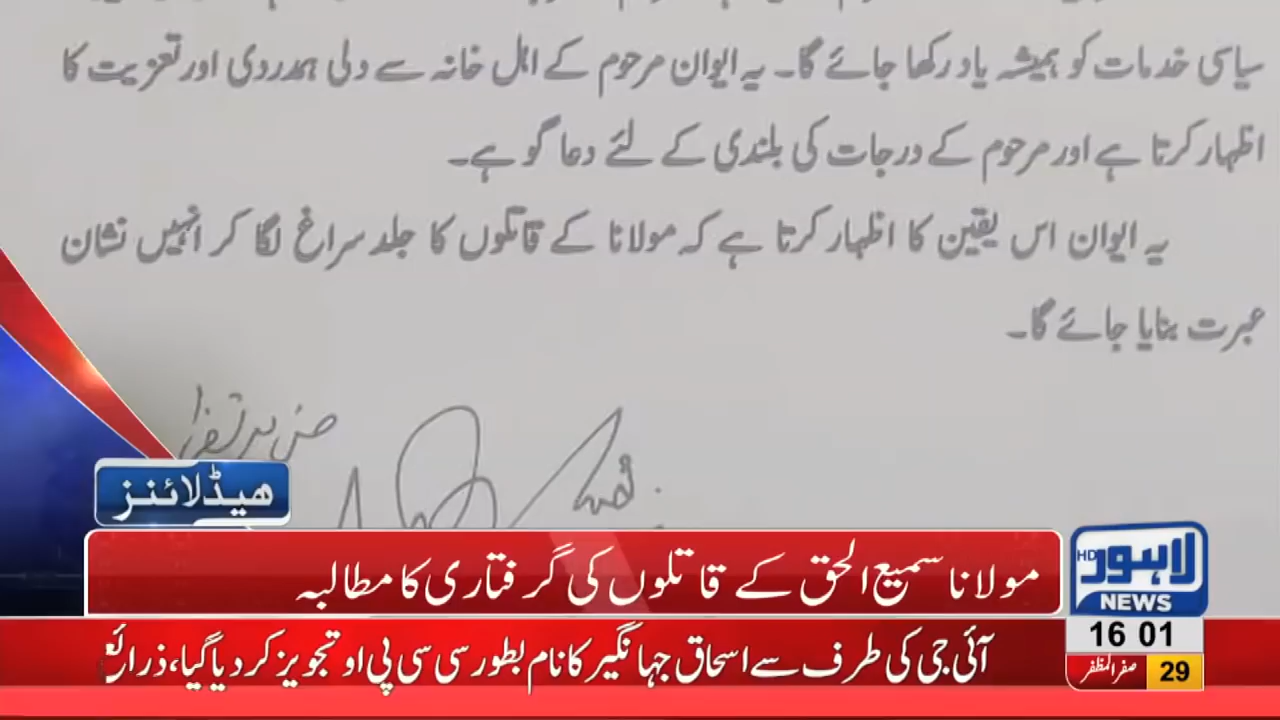 سیاسی خدمات کو ہمیشہ یاد رکھا جائے گا۔ یہ ایوان مرحوم کے اہل خانہ سے دلی ہمدردی اور تعزیت کا
اظہار کرتا ہے اور مرحوم کے درجات کی بلندی کے لئے دعا گو ہے۔
یہ ایوان اس یقین کا اظہار کرتا ہے کہ مولانا کے قاتلوں کا جلد سراغ لگا کر انہیں نشان
عبرت بنایا جائے گا۔
ھیڈلائنز
مولانا سمیع الحق کے قاتلوں کی گرفتاری کا مطالبہ
لاہور HD
NEWS
16 01
آئی جی کی طرف سے اسحاق جہانگیر کا نام بطور سی سی پی او تجویز کر دیا گیا، ذرائع
29 صفر المظفر